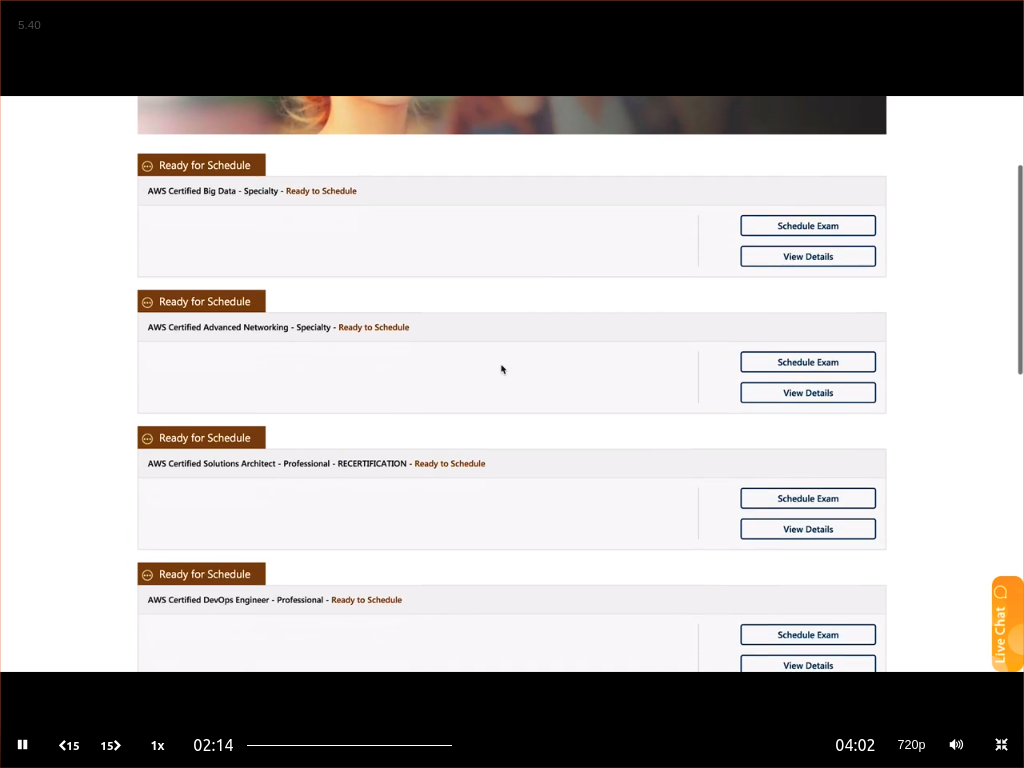 5.40
Ready for Schedule
AWS Certified Big Data - Specialty - Ready to Schedule
Schedule Exam
View Details
Ready for Schedule
AWS Certified Advanced Networking - Specialty - Ready to Schedule
Schedule Exam
View Details
Ready for Schedule
AWS Certified Solutions Architect - Professional - RECERTIFICATION - Ready to Schedule
Schedule Exam
View Details
Ready for Schedule
AWS Certified DevOps Engineer - Professional - Ready to Schedule
Schedule Exam
View Details
Live Chat
15 15 1x 02:14 04:02 720p